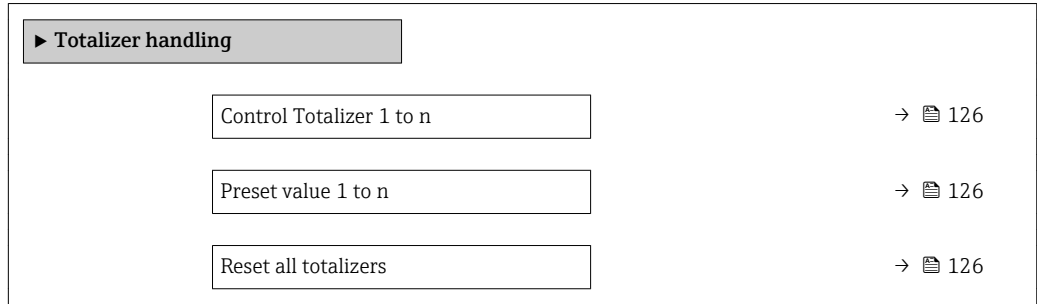 ▶ Totalizer handling
Control Totalizer 1 to n → 126
Preset value 1 to n → 126
Reset all totalizers → 126